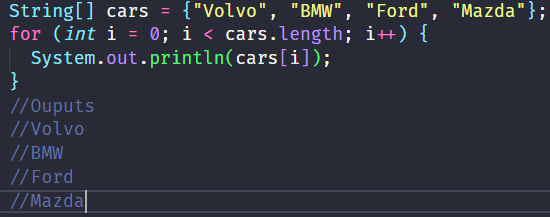 String[] cars = {"Volvo", "BMW", "Ford", "Mazda"};
for (int i = 0; i < cars.length; i++) {
  System.out.println(cars[i]);
}
//Ouputs
//Volvo
//BMW
//Ford
//Mazda